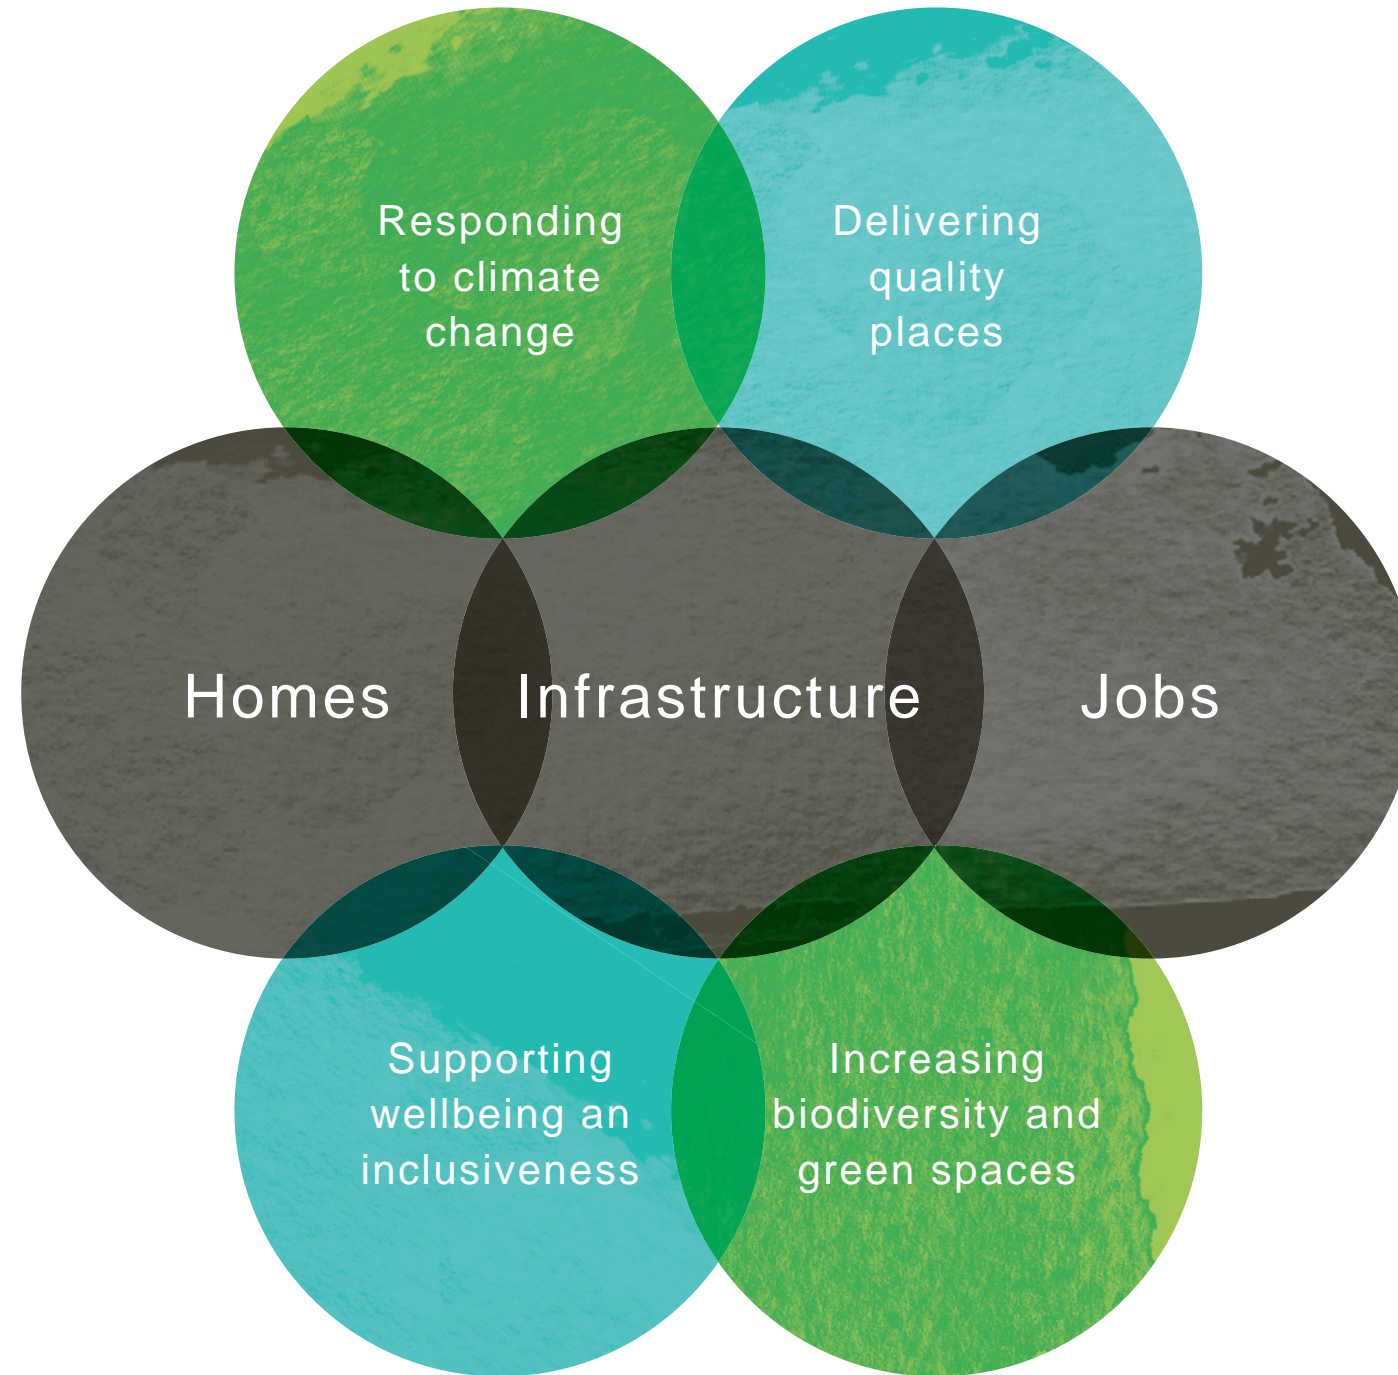 Responding
to climate
change
Delivering
quality
places
Homes
Infrastructure
Jobs
Supporting
wellbeing an
inclusiveness
Increasing
biodiversity and
green spaces